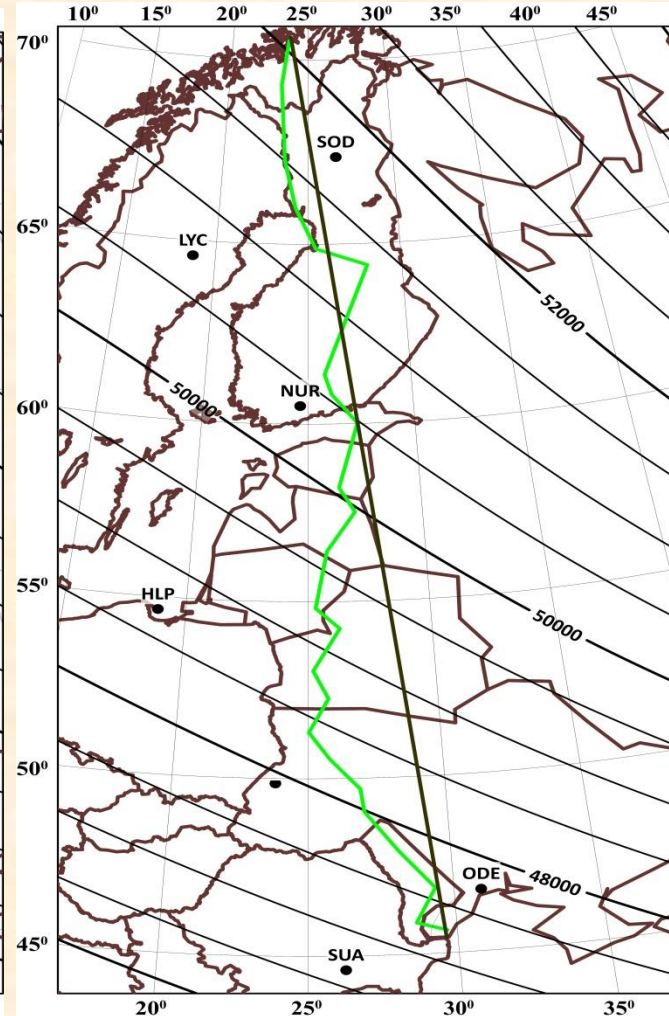 10⁰ 15⁰ 20⁰ 25⁰ 30⁰ 35⁰ 40⁰ 45⁰
70⁰
SOD
65⁰
LYC
52000
60⁰
50000
NUR
55⁰
HLP
50000
50⁰
ODE
48000
45⁰
SUA
20⁰ 25⁰ 30⁰ 35⁰